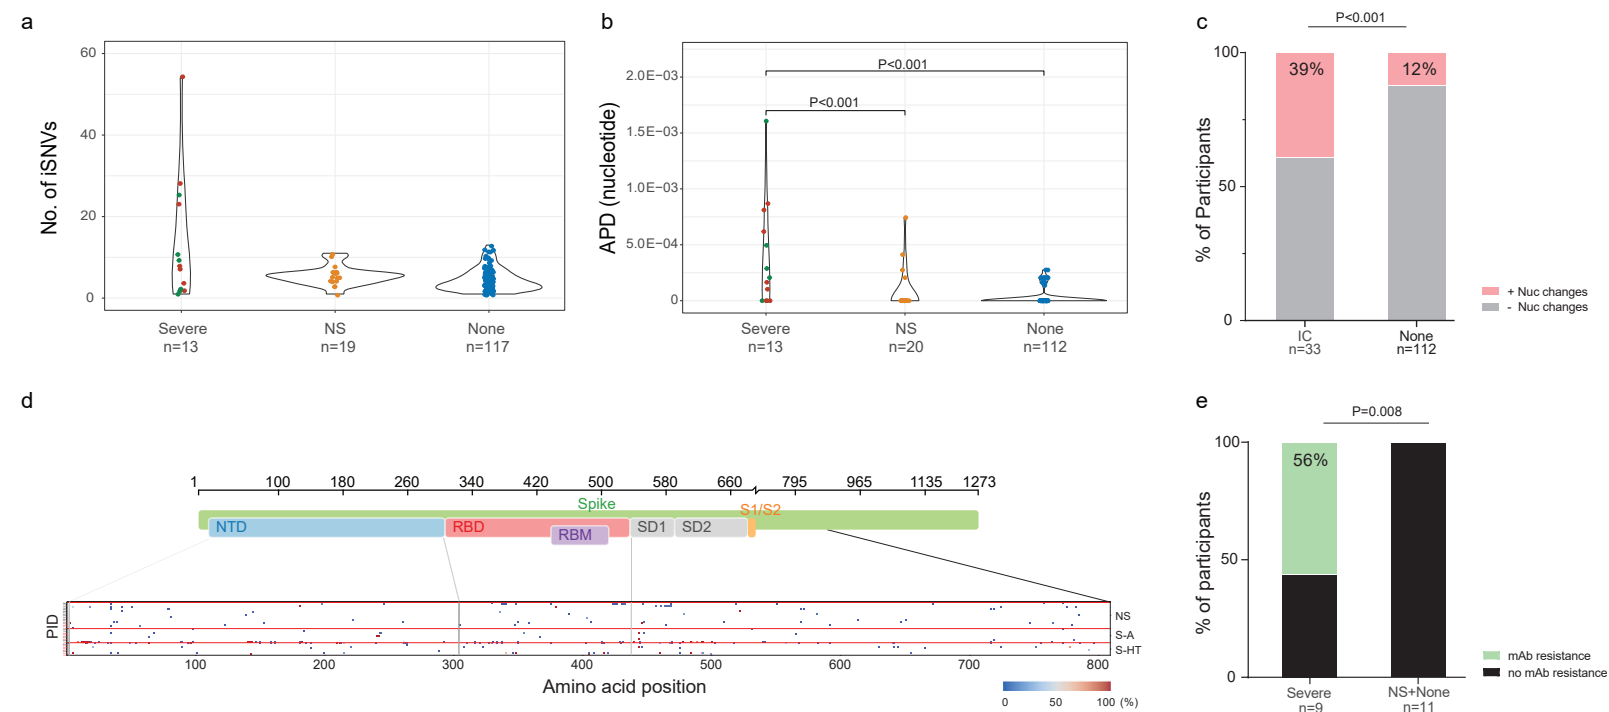 a
No. of iSNVs
60
40
20
0
Severe
n=13
NS
n=19
None
n=117
b
APD (nucleotide)
2.0E−03
1.5E−03
1.0E−03
5.0E−04
0
P<0.001
P<0.001
Severe
n=13
NS
n=20
None
n=112
c
P<0.001
% of Participants
100
50
0
39%
12%
IC
n=33
None
n=112
+ Nuc changes
- Nuc changes
d
1 100 180 260 340 420 500 580 660 795 965 1135 1273
Spike
S1/S2
NTD
RBD
RBM
SD1
SD2
PID
NS
S-A
S-HT
100 200 300 400 500 600 700 800
Amino acid position
0 50 100 (%)
e
P=0.008
% of participants
100
50
0
56%
Severe
n=9
NS+None
n=11
mAb resistance
no mAb resistance